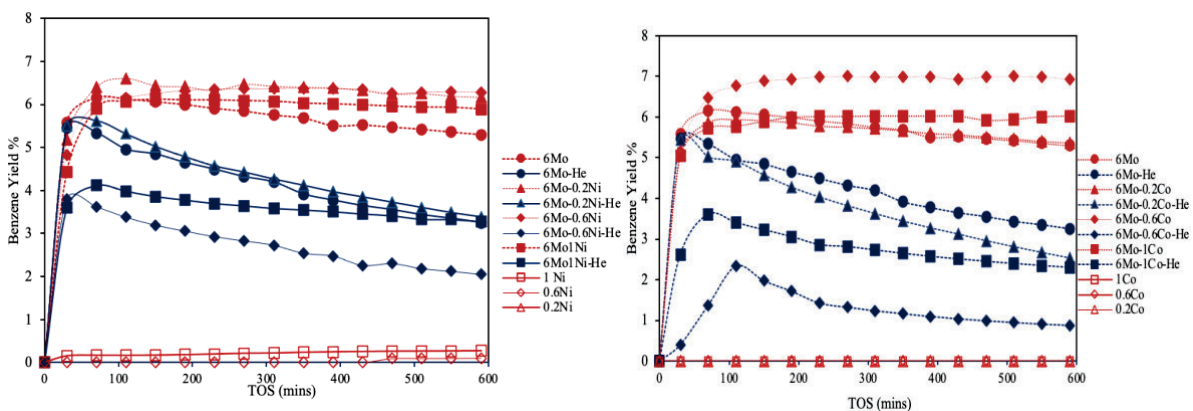 Benzene Yield %
8
7
6
5
4
3
2
1
0
0 100 200 300 400 500 600
TOS (mins)
6Mo
6Mo-He
6Mo-0.2Ni
6Mo-0.2Ni-He
6Mo-0.6Ni
6Mo-0.6Ni-He
6Mo1Ni
6Mo1Ni-He
1 Ni
0.6Ni
0.2Ni
Benzene Yield %
8
7
6
5
4
3
2
1
0
0 100 200 300 400 500 600
TOS (mins)
6Mo
6Mo-He
6Mo-0.2Co
6Mo-0.2Co-He
6Mo-0.6Co
6Mo-0.6Co-He
6Mo-1Co
6Mo-1Co-He
1Co
0.6Co
0.2Co